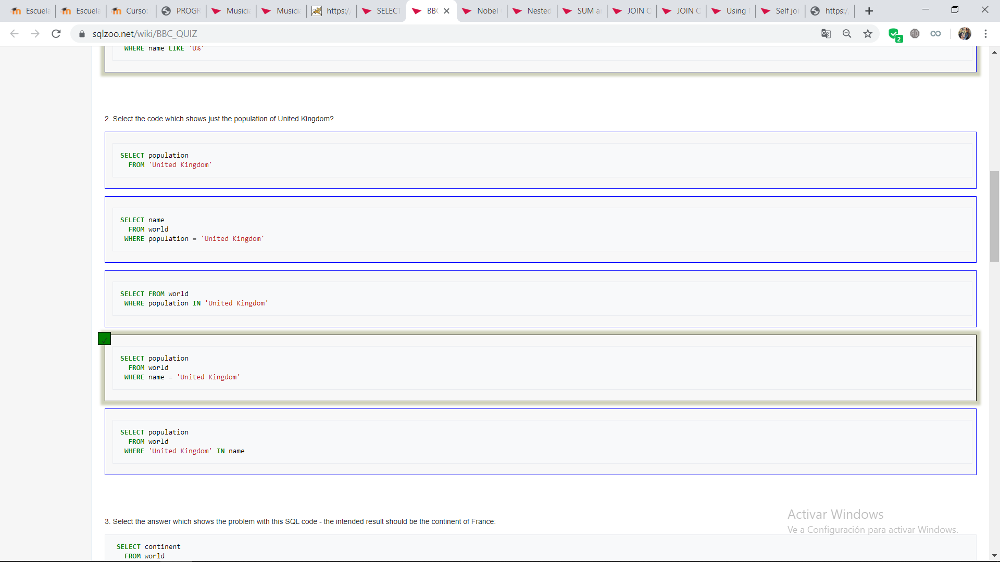 Escuela
Escuela
Curso:
PROGR
Musicia
Musicia
https:/
SELECT
BBC
Nobel
Nested
SUM a
JOIN
JOIN
Using
Self joi
https:/
sqlzoo.net/wiki/BBC_QUIZ
2
WHERE name LIKE 'U%'
2. Select the code which shows just the population of United Kingdom?
SELECT population
FROM 'United Kingdom'
SELECT name
FROM world
WHERE population = 'United Kingdom'
SELECT FROM world
WHERE population IN 'United Kingdom'
SELECT population
FROM world
WHERE name = 'United Kingdom'
SELECT population
FROM world
WHERE 'United Kingdom' IN name
3. Select the answer which shows the problem with this SQL code - the intended result should be the continent of France:
SELECT continent
FROM world
Activar Windows
Ve a Configuración para activar Windows.